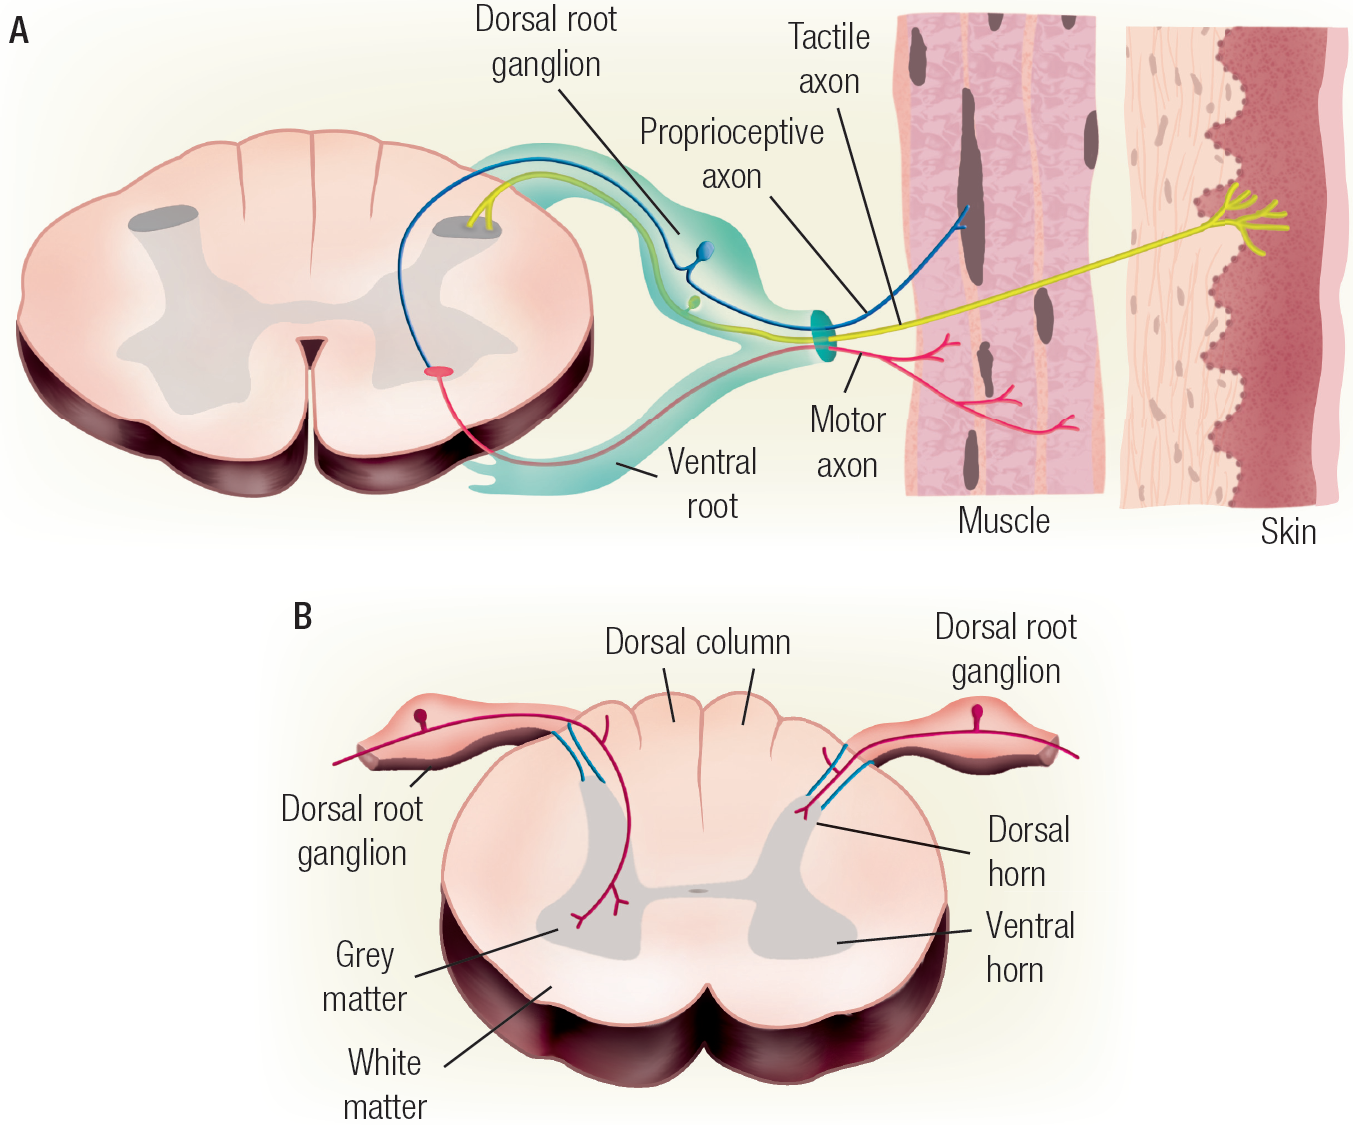 A
Dorsal root
ganglion
Tactile
axon
Proprioceptive
axon
Motor
axon
Ventral
root
Muscle
Skin
B
Dorsal column
Dorsal root
ganglion
Dorsal root
ganglion
Dorsal
horn
Ventral
horn
Grey
matter
White
matter